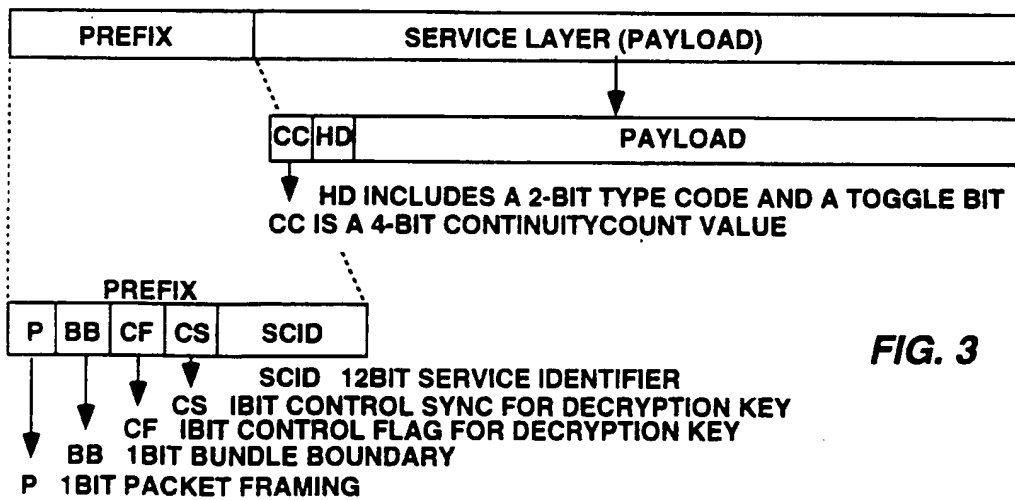 PREFIX SERVICE LAYER (PAYLOAD)
CC HD PAYLOAD
HD INCLUDES A 2-BIT TYPE CODE AND A TOGGLE BIT
CC IS A 4-BIT CONTINUITYCOUNT VALUE
PREFIX
P BB CF CS SCID
FIG. 3
SCID 12BIT SERVICE IDENTIFIER
CS IBIT CONTROL SYNC FOR DECRYPTION KEY
CF IBIT CONTROL FLAG FOR DECRYPTION KEY
BB 1BIT BUNDLE BOUNDARY
P 1BIT PACKET FRAMING